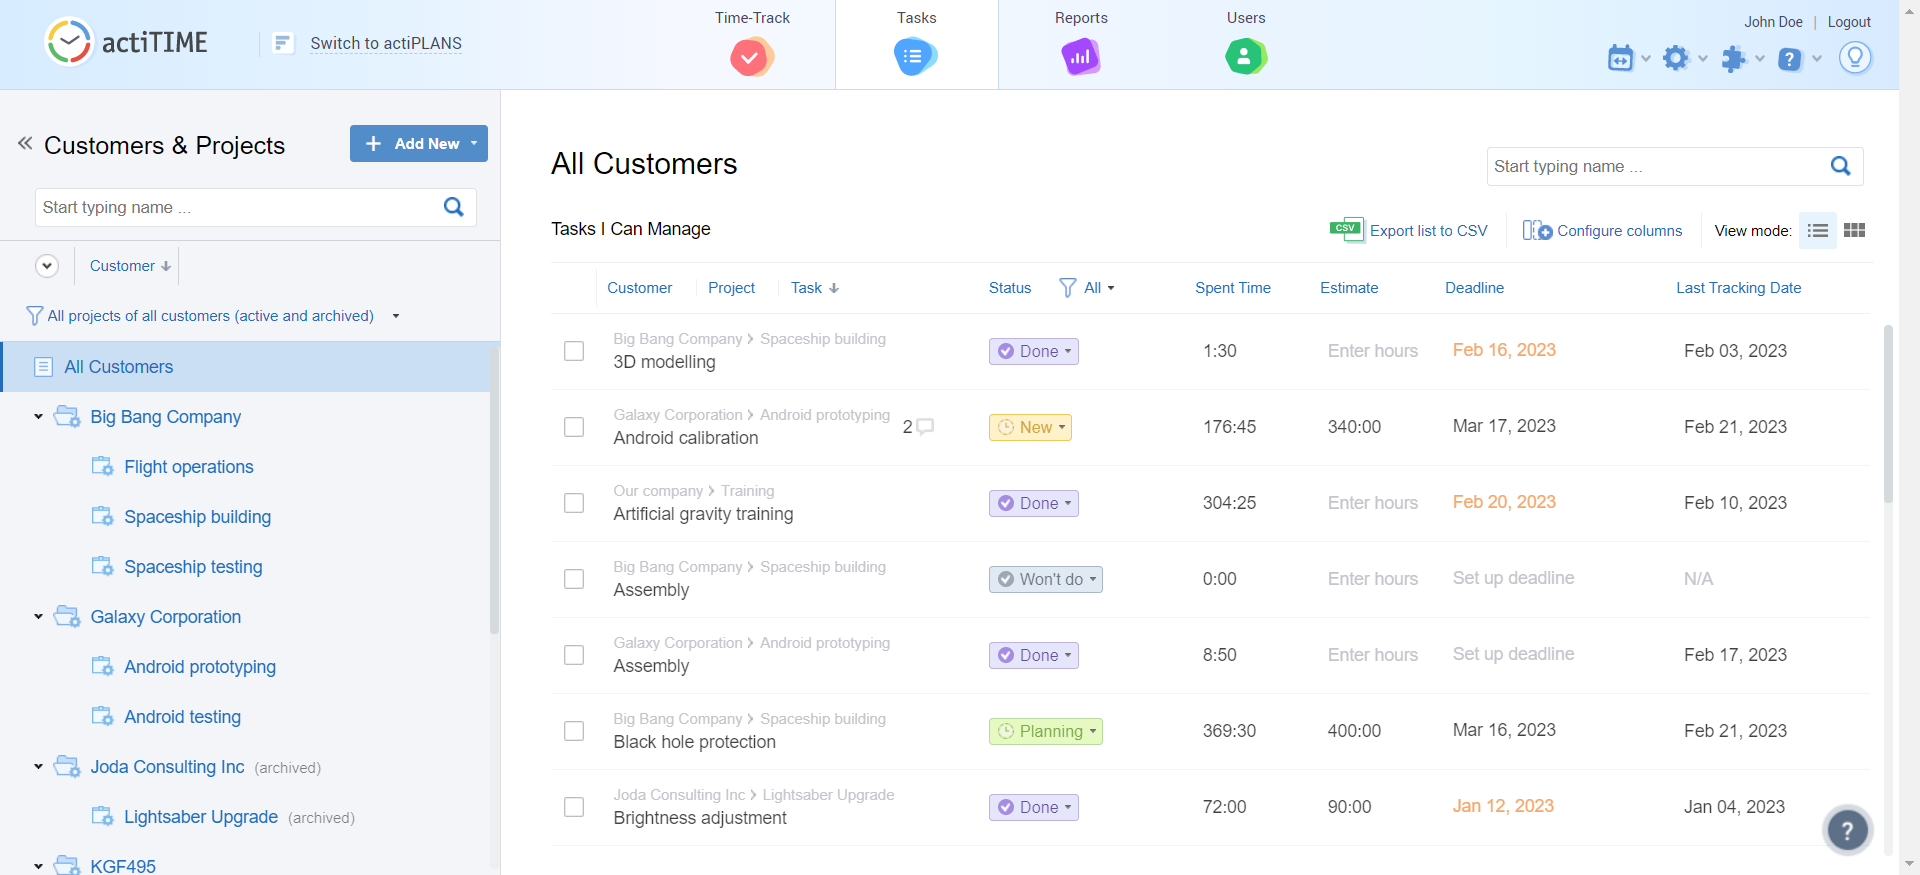 actiTIME
Switch to actiPLANS
Time-Track
Tasks
Reports
Users
John Doe | Logout
Customers & Projects
Add New
Start typing name ...
Customer
All projects of all customers (active and archived)
All Customers
Big Bang Company
Flight operations
Spaceship building
Spaceship testing
Galaxy Corporation
Android prototyping
Android testing
Joda Consulting Inc (archived)
Lightsaber Upgrade (archived)
KGF495
All Customers
Start typing name ...
Tasks I Can Manage
CSV Export list to CSV
Configure columns
View mode:
Customer Project Task Status All Spent Time Estimate Deadline Last Tracking Date
Big Bang Company > Spaceship building
3D modelling Done 1:30 Enter hours Feb 16, 2023 Feb 03, 2023
Galaxy Corporation > Android prototyping
Android calibration 2 New 176:45 340:00 Mar 17, 2023 Feb 21, 2023
Our company > Training
Artificial gravity training Done 304:25 Enter hours Feb 20, 2023 Feb 10, 2023
Big Bang Company > Spaceship building
Assembly Won't do 0:00 Enter hours Set up deadline N/A
Galaxy Corporation > Android prototyping
Assembly Done 8:50 Enter hours Set up deadline Feb 17, 2023
Big Bang Company > Spaceship building
Black hole protection Planning 369:30 400:00 Mar 16, 2023 Feb 21, 2023
Joda Consulting Inc > Lightsaber Upgrade
Brightness adjustment Done 72:00 90:00 Jan 12, 2023 Jan 04, 2023
?